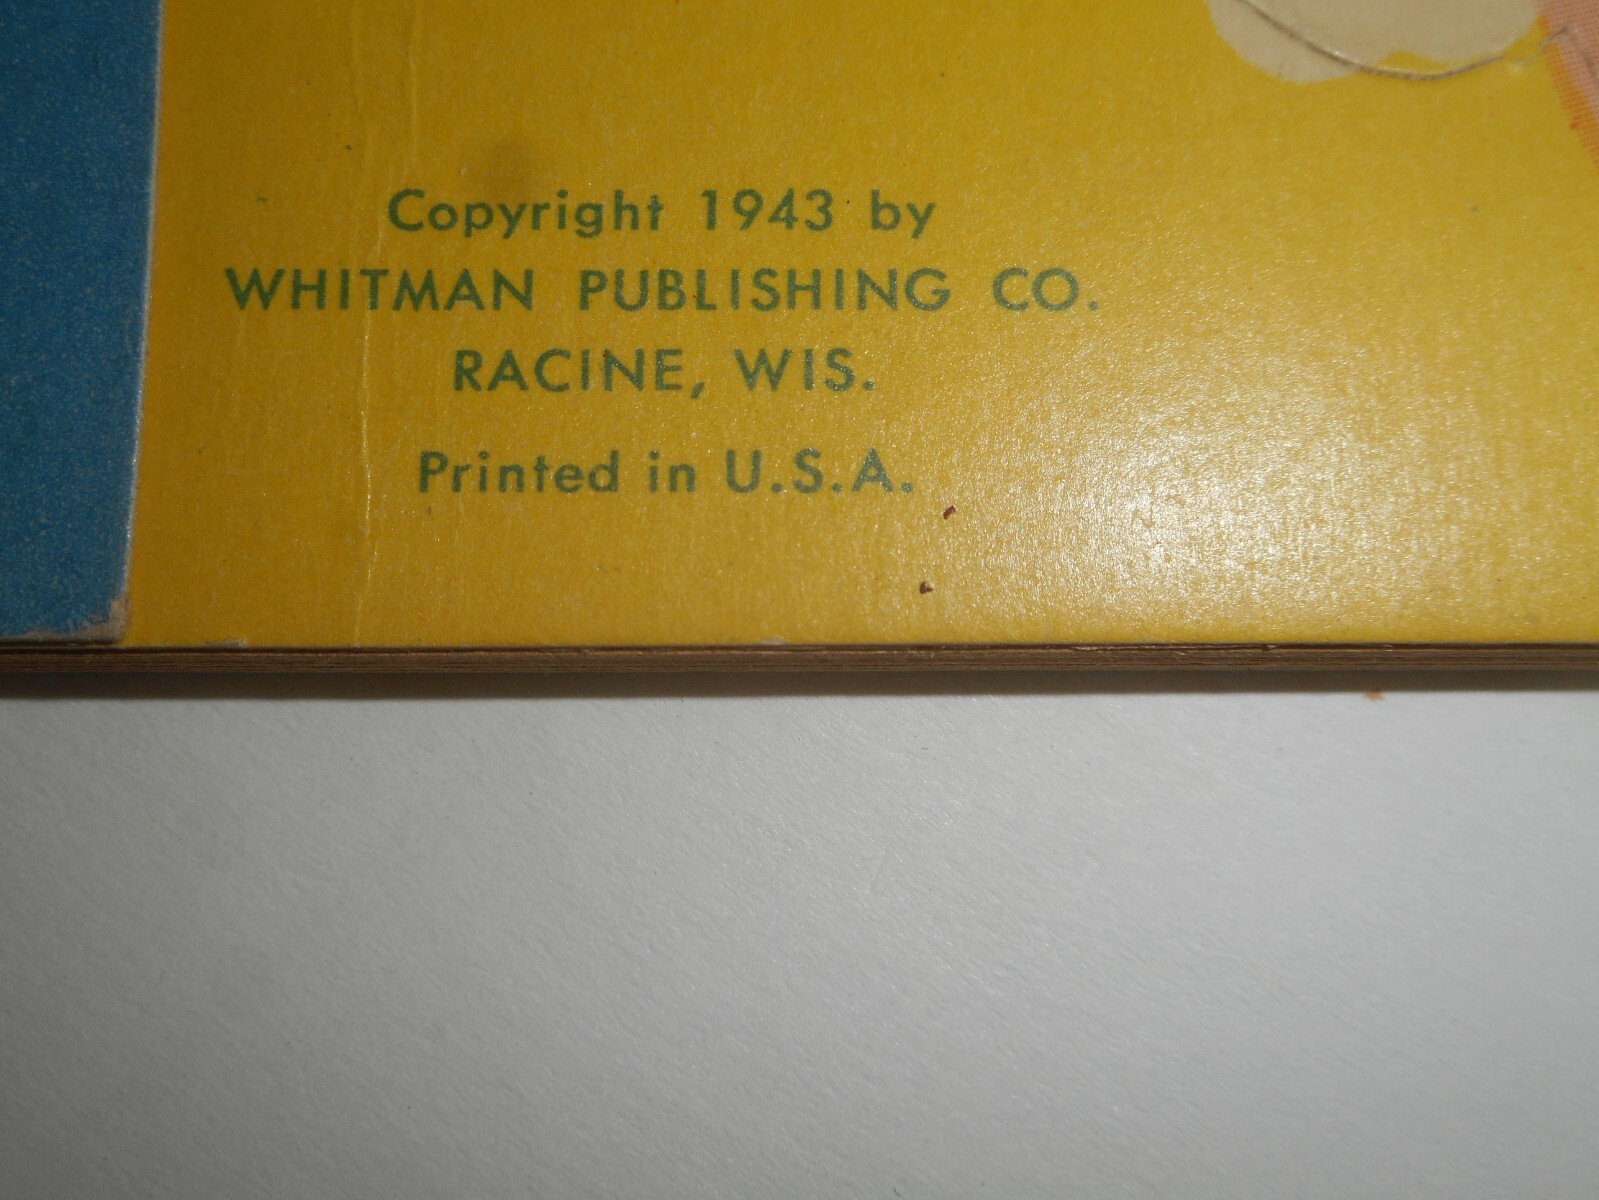 Copyright 1943 by
WHITMAN PUBLISHING CO.
RACINE, WIS.
Printed in U.S.A.